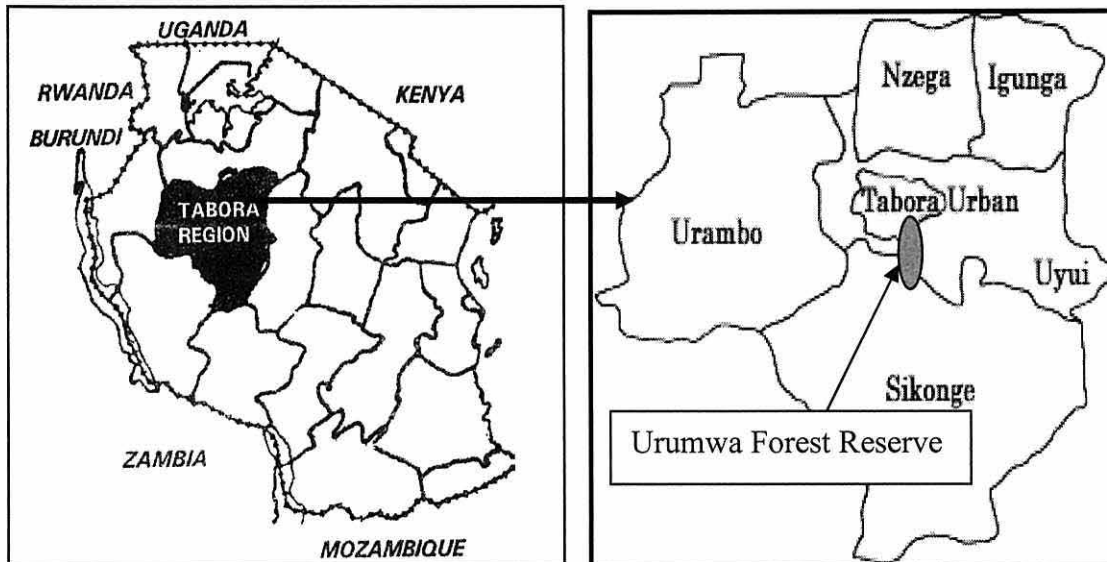 UGANDA
RWANDA
KENYA
BURUNDI
TABORA
REGION
ZAMBIA
MOZAMBIQUE
Nzega
Igunga
Tabora Urban
Urambo
Uyui
Sikonge
Urumwa Forest Reserve